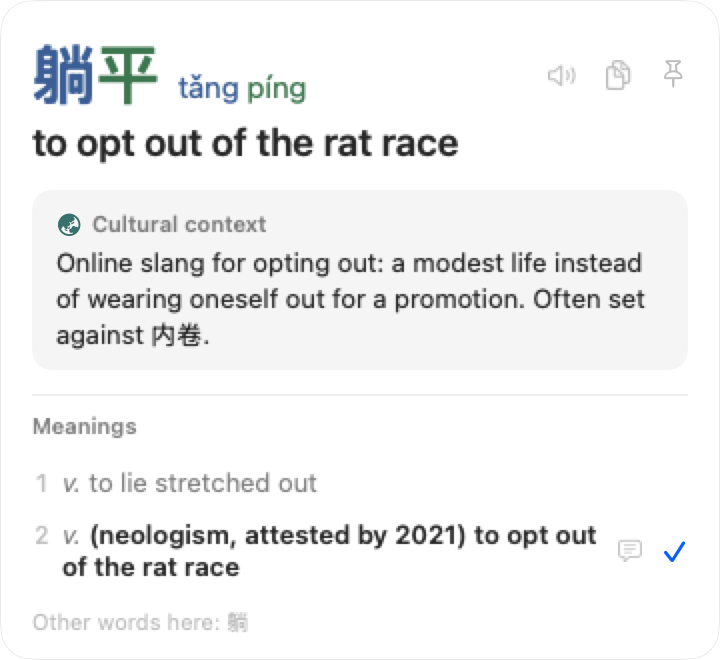 躺平 tǎng píng
to opt out of the rat race
Cultural context
Online slang for opting out: a modest life instead
of wearing oneself out for a promotion. Often set
against 内卷.
Meanings
1 v. to lie stretched out
2 v. (neologism, attested by 2021) to opt out
of the rat race
Other words here: 躺